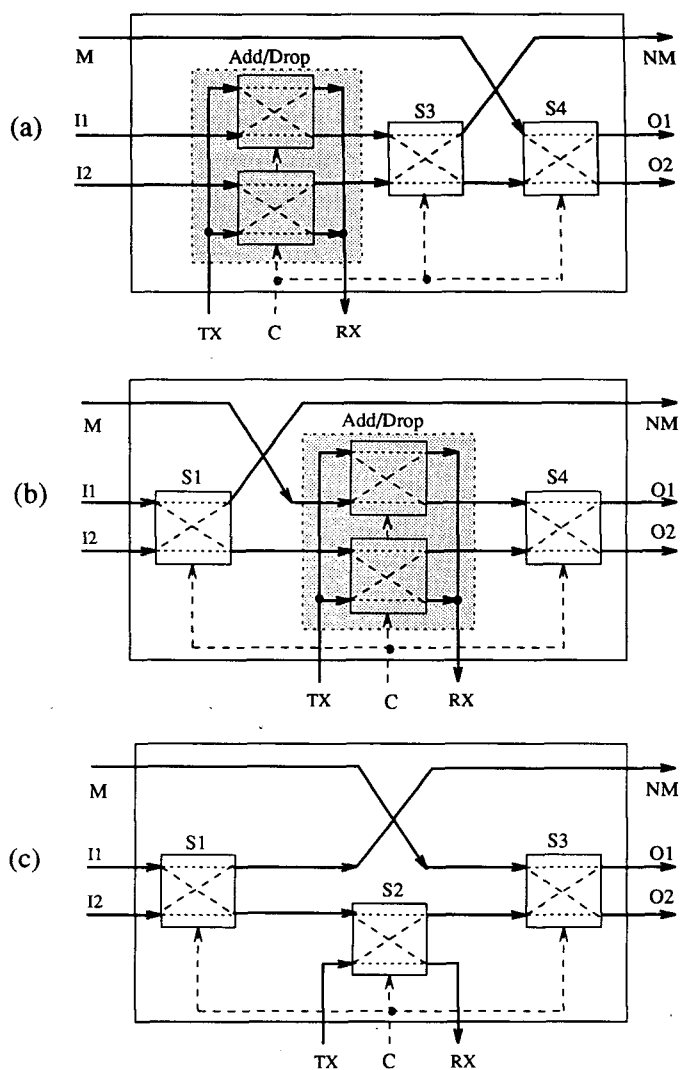 M
NM
Add/Drop
(a)
I1
S3
S4
O1
I2
O2
TX
C
RX
M
NM
Add/Drop
(b)
I1
S1
S4
O1
I2
O2
TX
C
RX
M
NM
(c)
I1
S1
S3
O1
I2
S2
O2
TX
C
RX